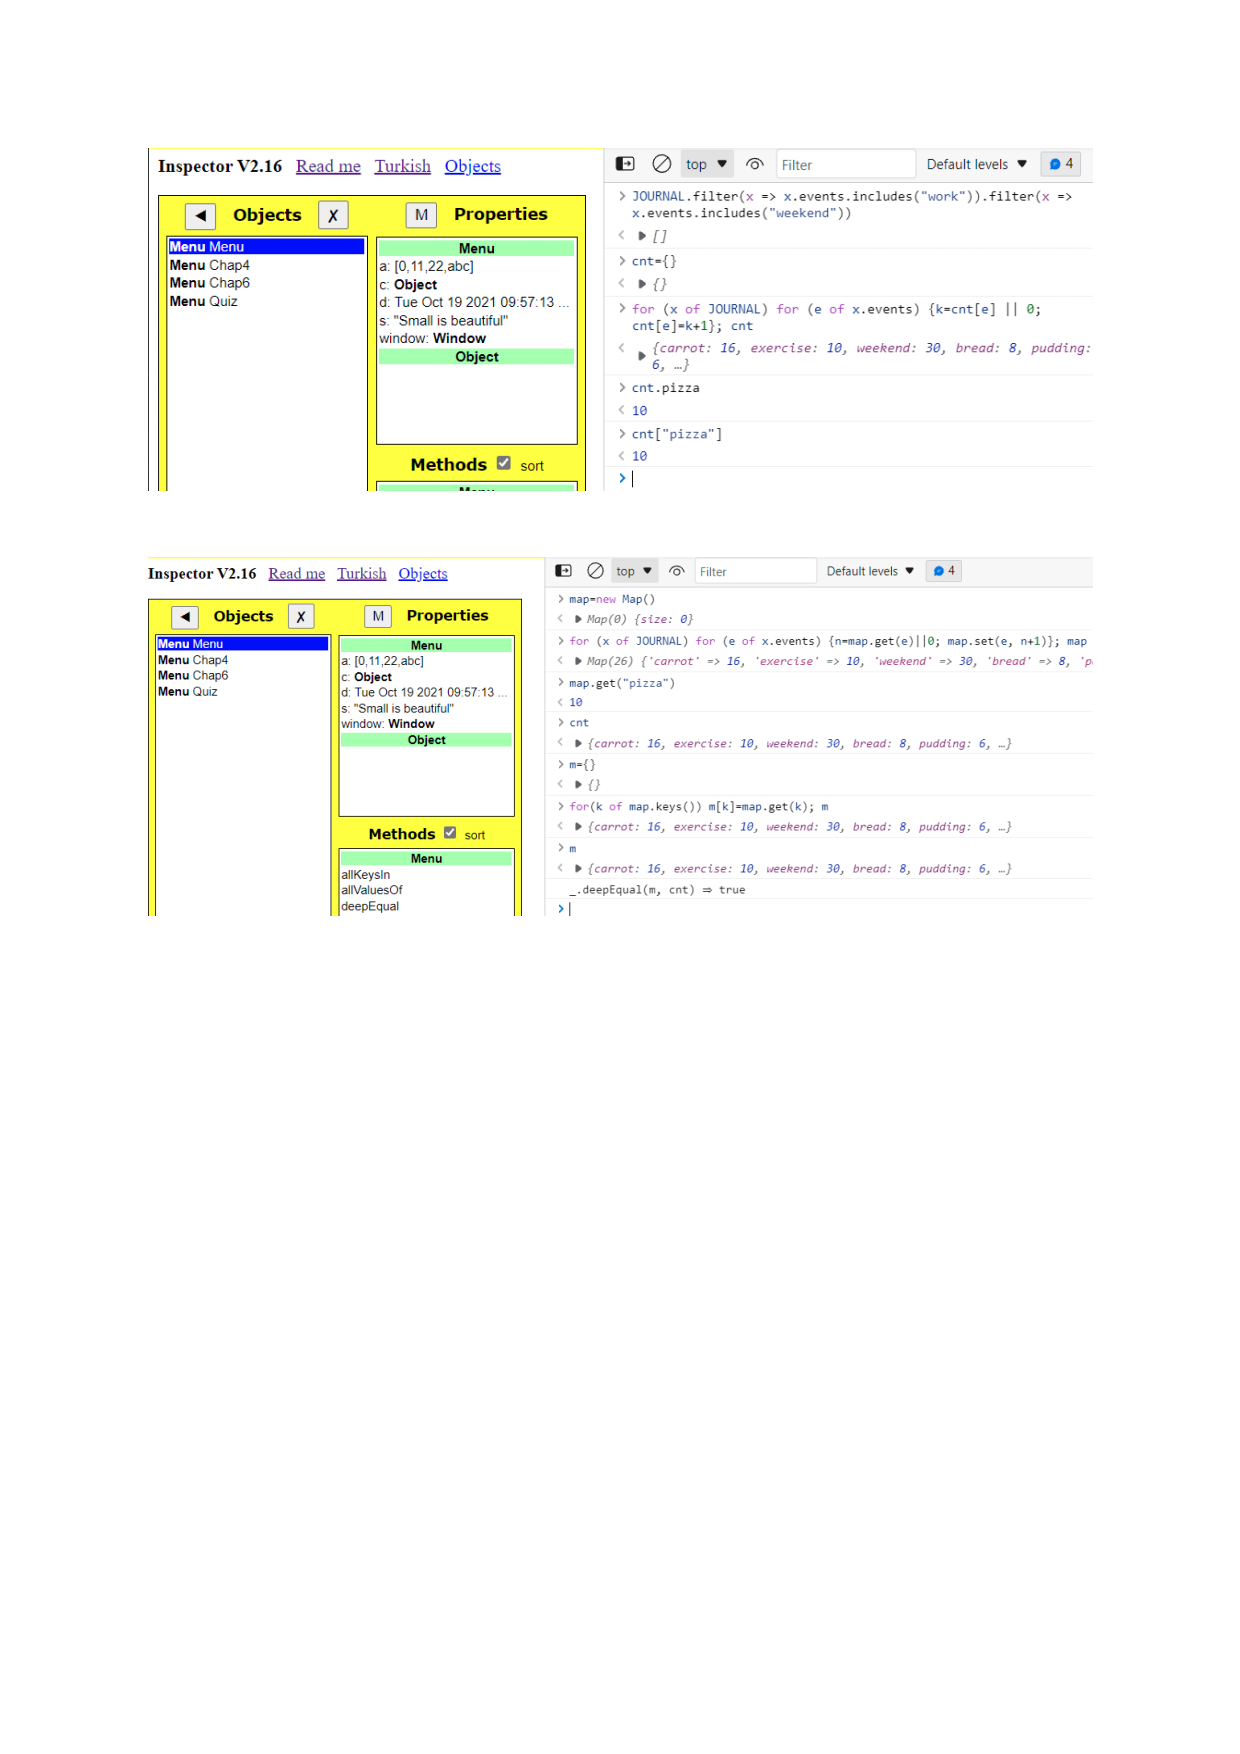 Inspector V2.16 Read me Turkish Objects
◄ Objects ✗ M Properties
Menu Menu
Menu Chap4
Menu Chap6
Menu Quiz
Menu
a: [0,11,22,abc]
c: Object
d: Tue Oct 19 2021 09:57:13 ...
s: "Small is beautiful"
window: Window
Object
Methods sort
Menu
top ▼ Filter Default levels ▼ 4
> JOURNAL.filter(x => x.events.includes("work")).filter(x =>
x.events.includes("weekend"))
< ▶ []
> cnt={}
< ▶ {}
> for (x of JOURNAL) for (e of x.events) {k=cnt[e] || 0;
cnt[e]=k+1}; cnt
< ▶ {carrot: 16, exercise: 10, weekend: 30, bread: 8, pudding:
6, …}
> cnt.pizza
< 10
> cnt["pizza"]
< 10
>
Inspector V2.16 Read me Turkish Objects
◄ Objects ✗ M Properties
Menu Menu
Menu Chap4
Menu Chap6
Menu Quiz
Menu
a: [0,11,22,abc]
c: Object
d: Tue Oct 19 2021 09:57:13 ...
s: "Small is beautiful"
window: Window
Object
Methods sort
Menu
allKeysIn
allValuesOf
deepEqual
top ▼ Filter Default levels ▼ 4
> map=new Map()
< ▶ Map(0) {size: 0}
> for (x of JOURNAL) for (e of x.events) {n=map.get(e)||0; map.set(e, n+1)}; map
< ▶ Map(26) {'carrot' => 16, 'exercise' => 10, 'weekend' => 30, 'bread' => 8, 'p
> map.get("pizza")
< 10
> cnt
< ▶ {carrot: 16, exercise: 10, weekend: 30, bread: 8, pudding: 6, …}
> m={}
< ▶ {}
> for(k of map.keys()) m[k]=map.get(k); m
< ▶ {carrot: 16, exercise: 10, weekend: 30, bread: 8, pudding: 6, …}
> m
< ▶ {carrot: 16, exercise: 10, weekend: 30, bread: 8, pudding: 6, …}
_.deepEqual(m, cnt) ⇒ true
>